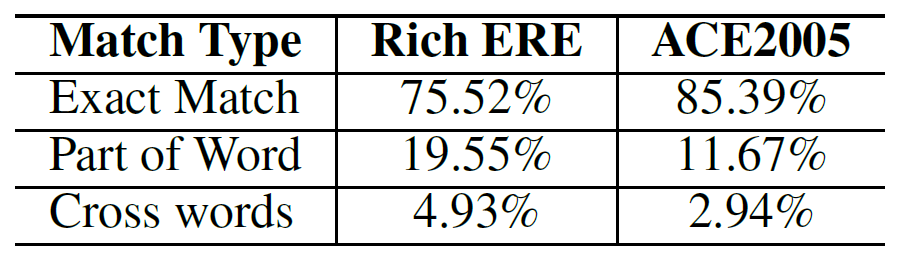 Match Type Rich ERE ACE2005
Exact Match 75.52% 85.39%
Part of Word 19.55% 11.67%
Cross words 4.93% 2.94%